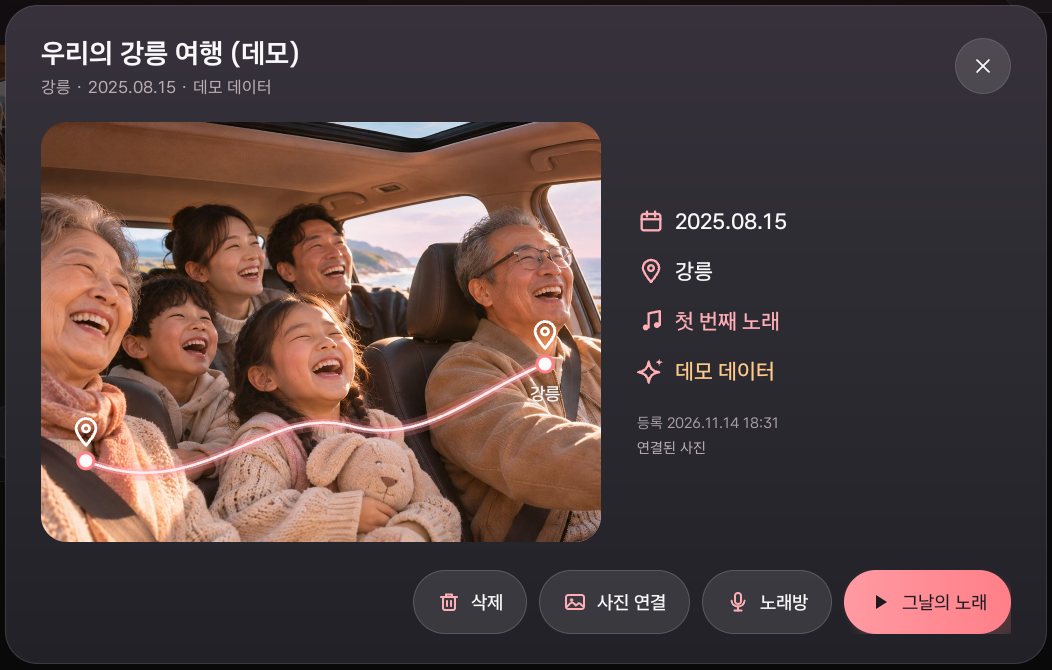 우리의 강릉 여행 (데모)
강릉 · 2025.08.15 · 데모 데이터
2025.08.15
강릉
첫 번째 노래
데모 데이터
강릉
등록 2026.11.14 18:31
연결된 사진
삭제
사진 연결
노래방
그날의 노래